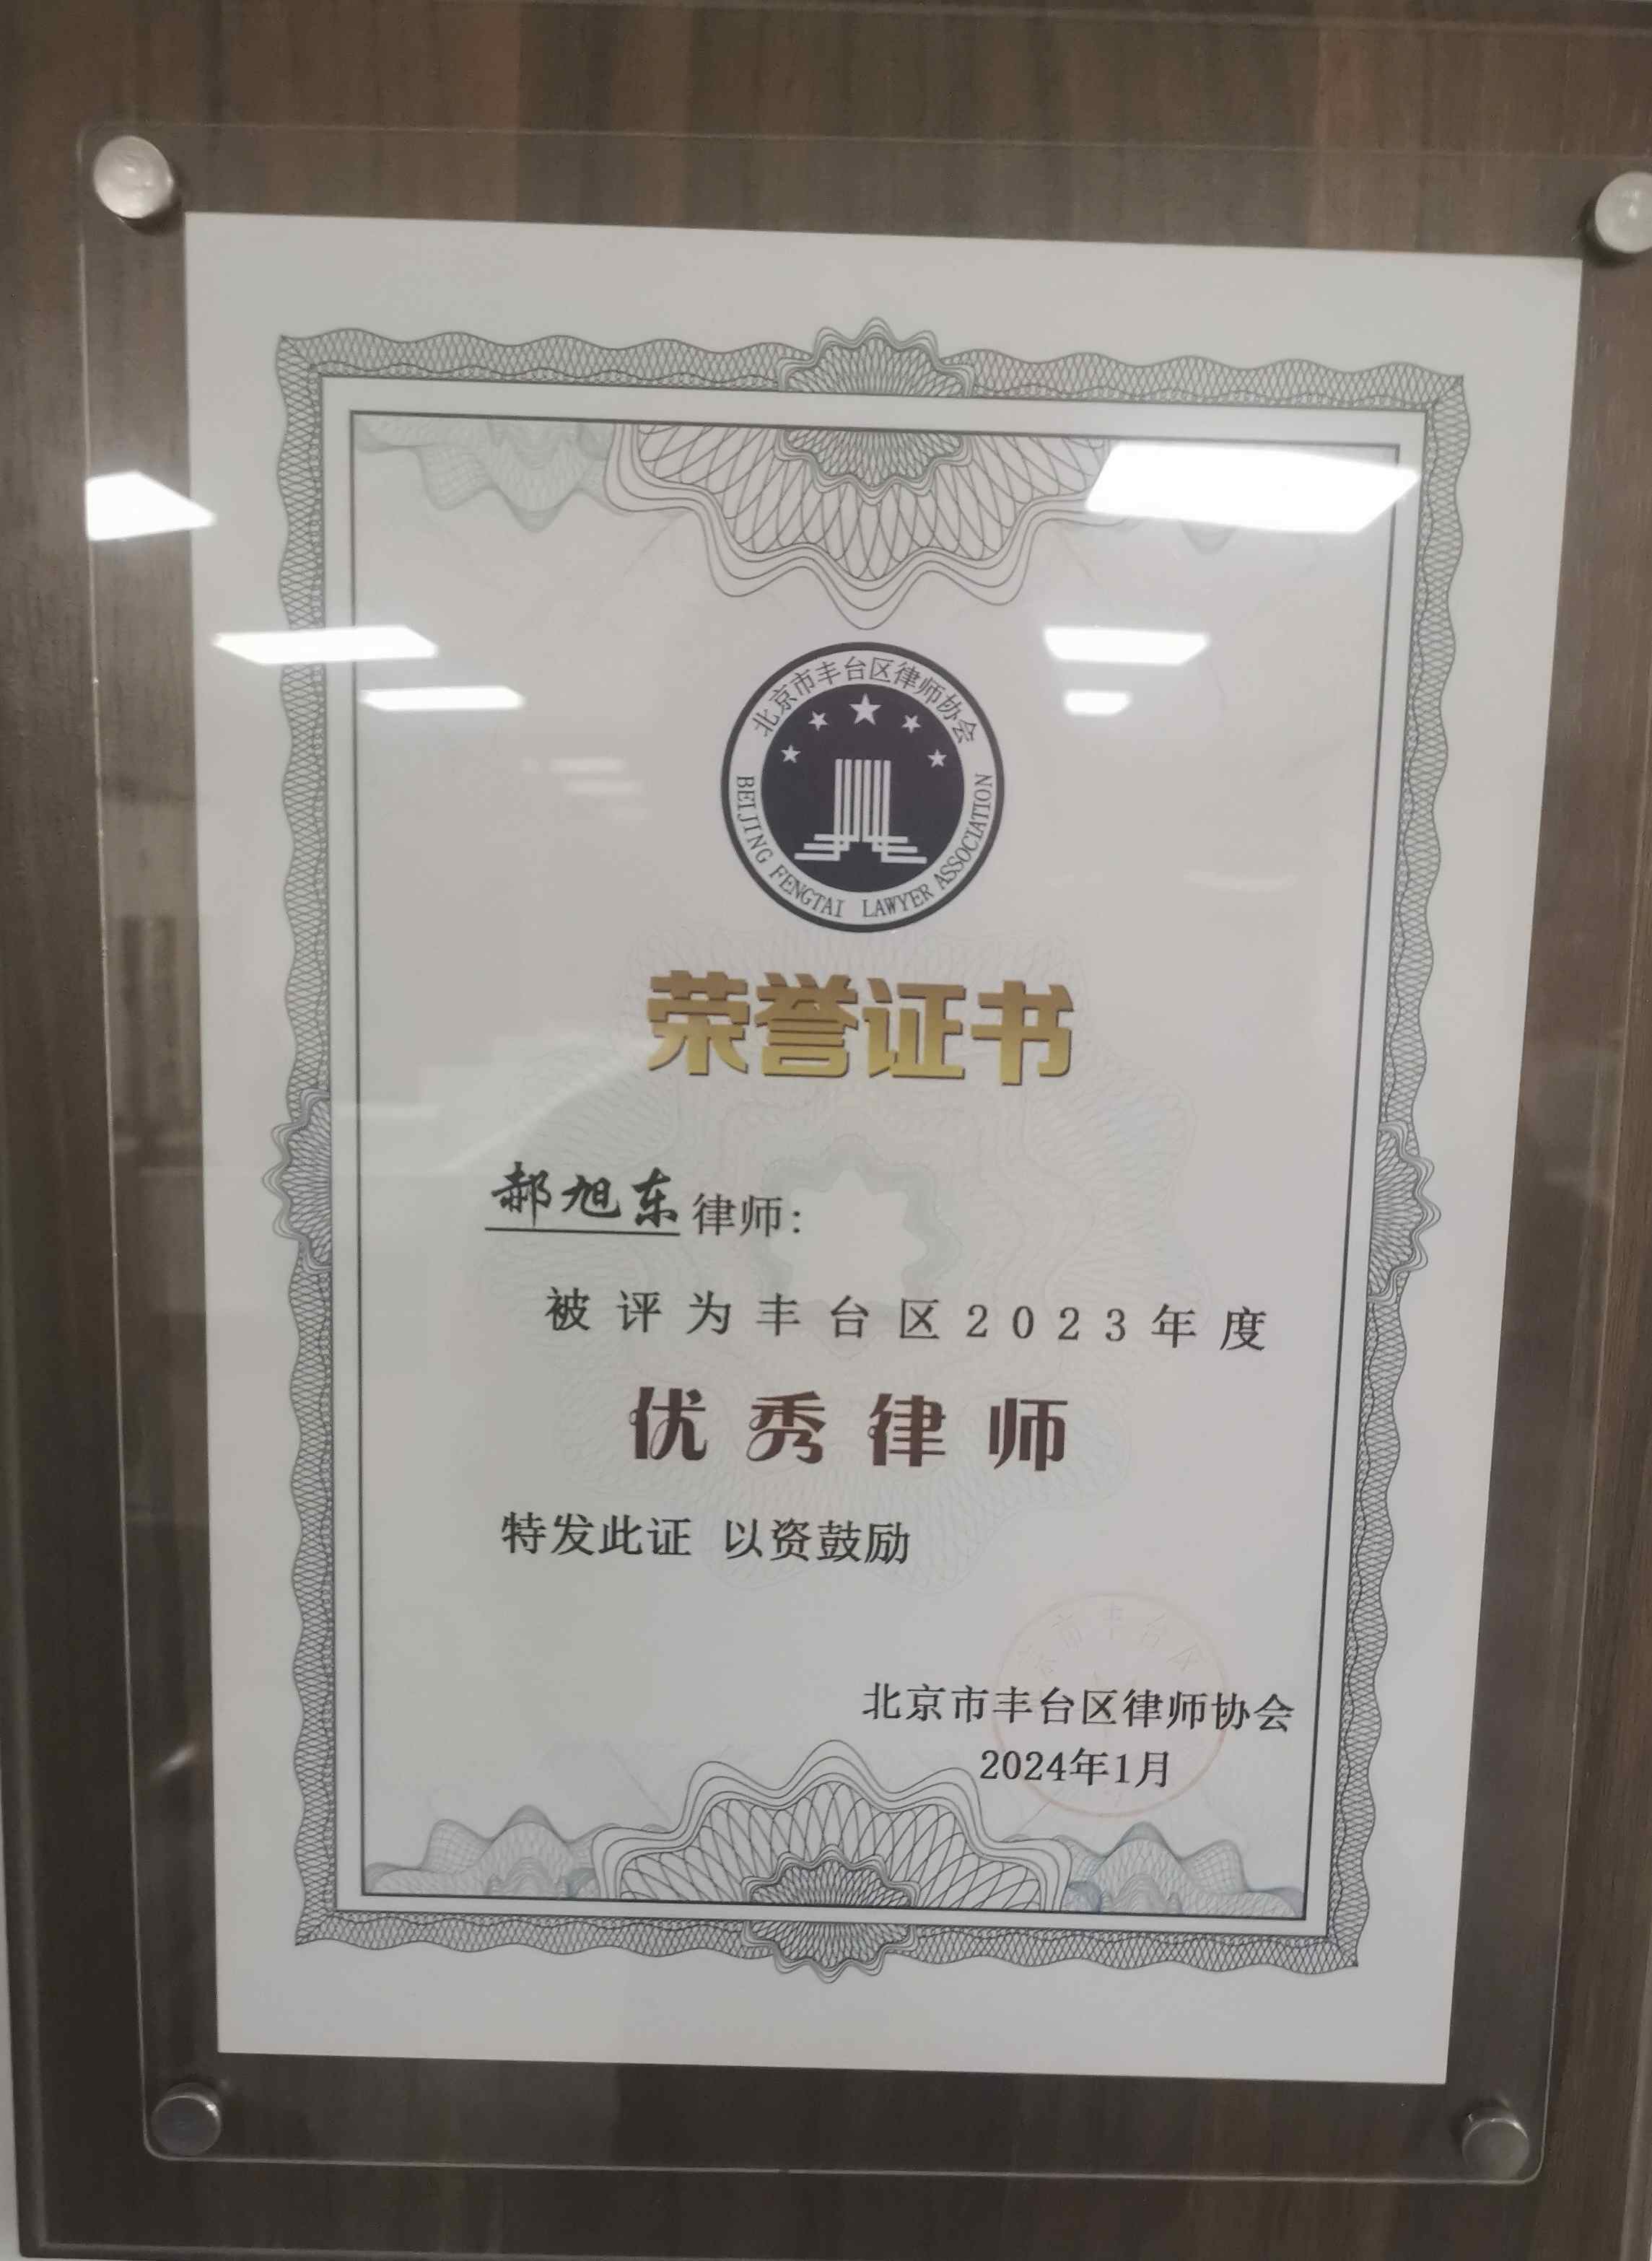 北京市丰台区律师协会
BEIJING FENGTAI LAWYER ASSOCIATION
荣誉证书
郝旭东律师:
被评为丰台区2023年度
优秀律师
特发此证 以资鼓励
北京市丰台区律师协会
2024年1月